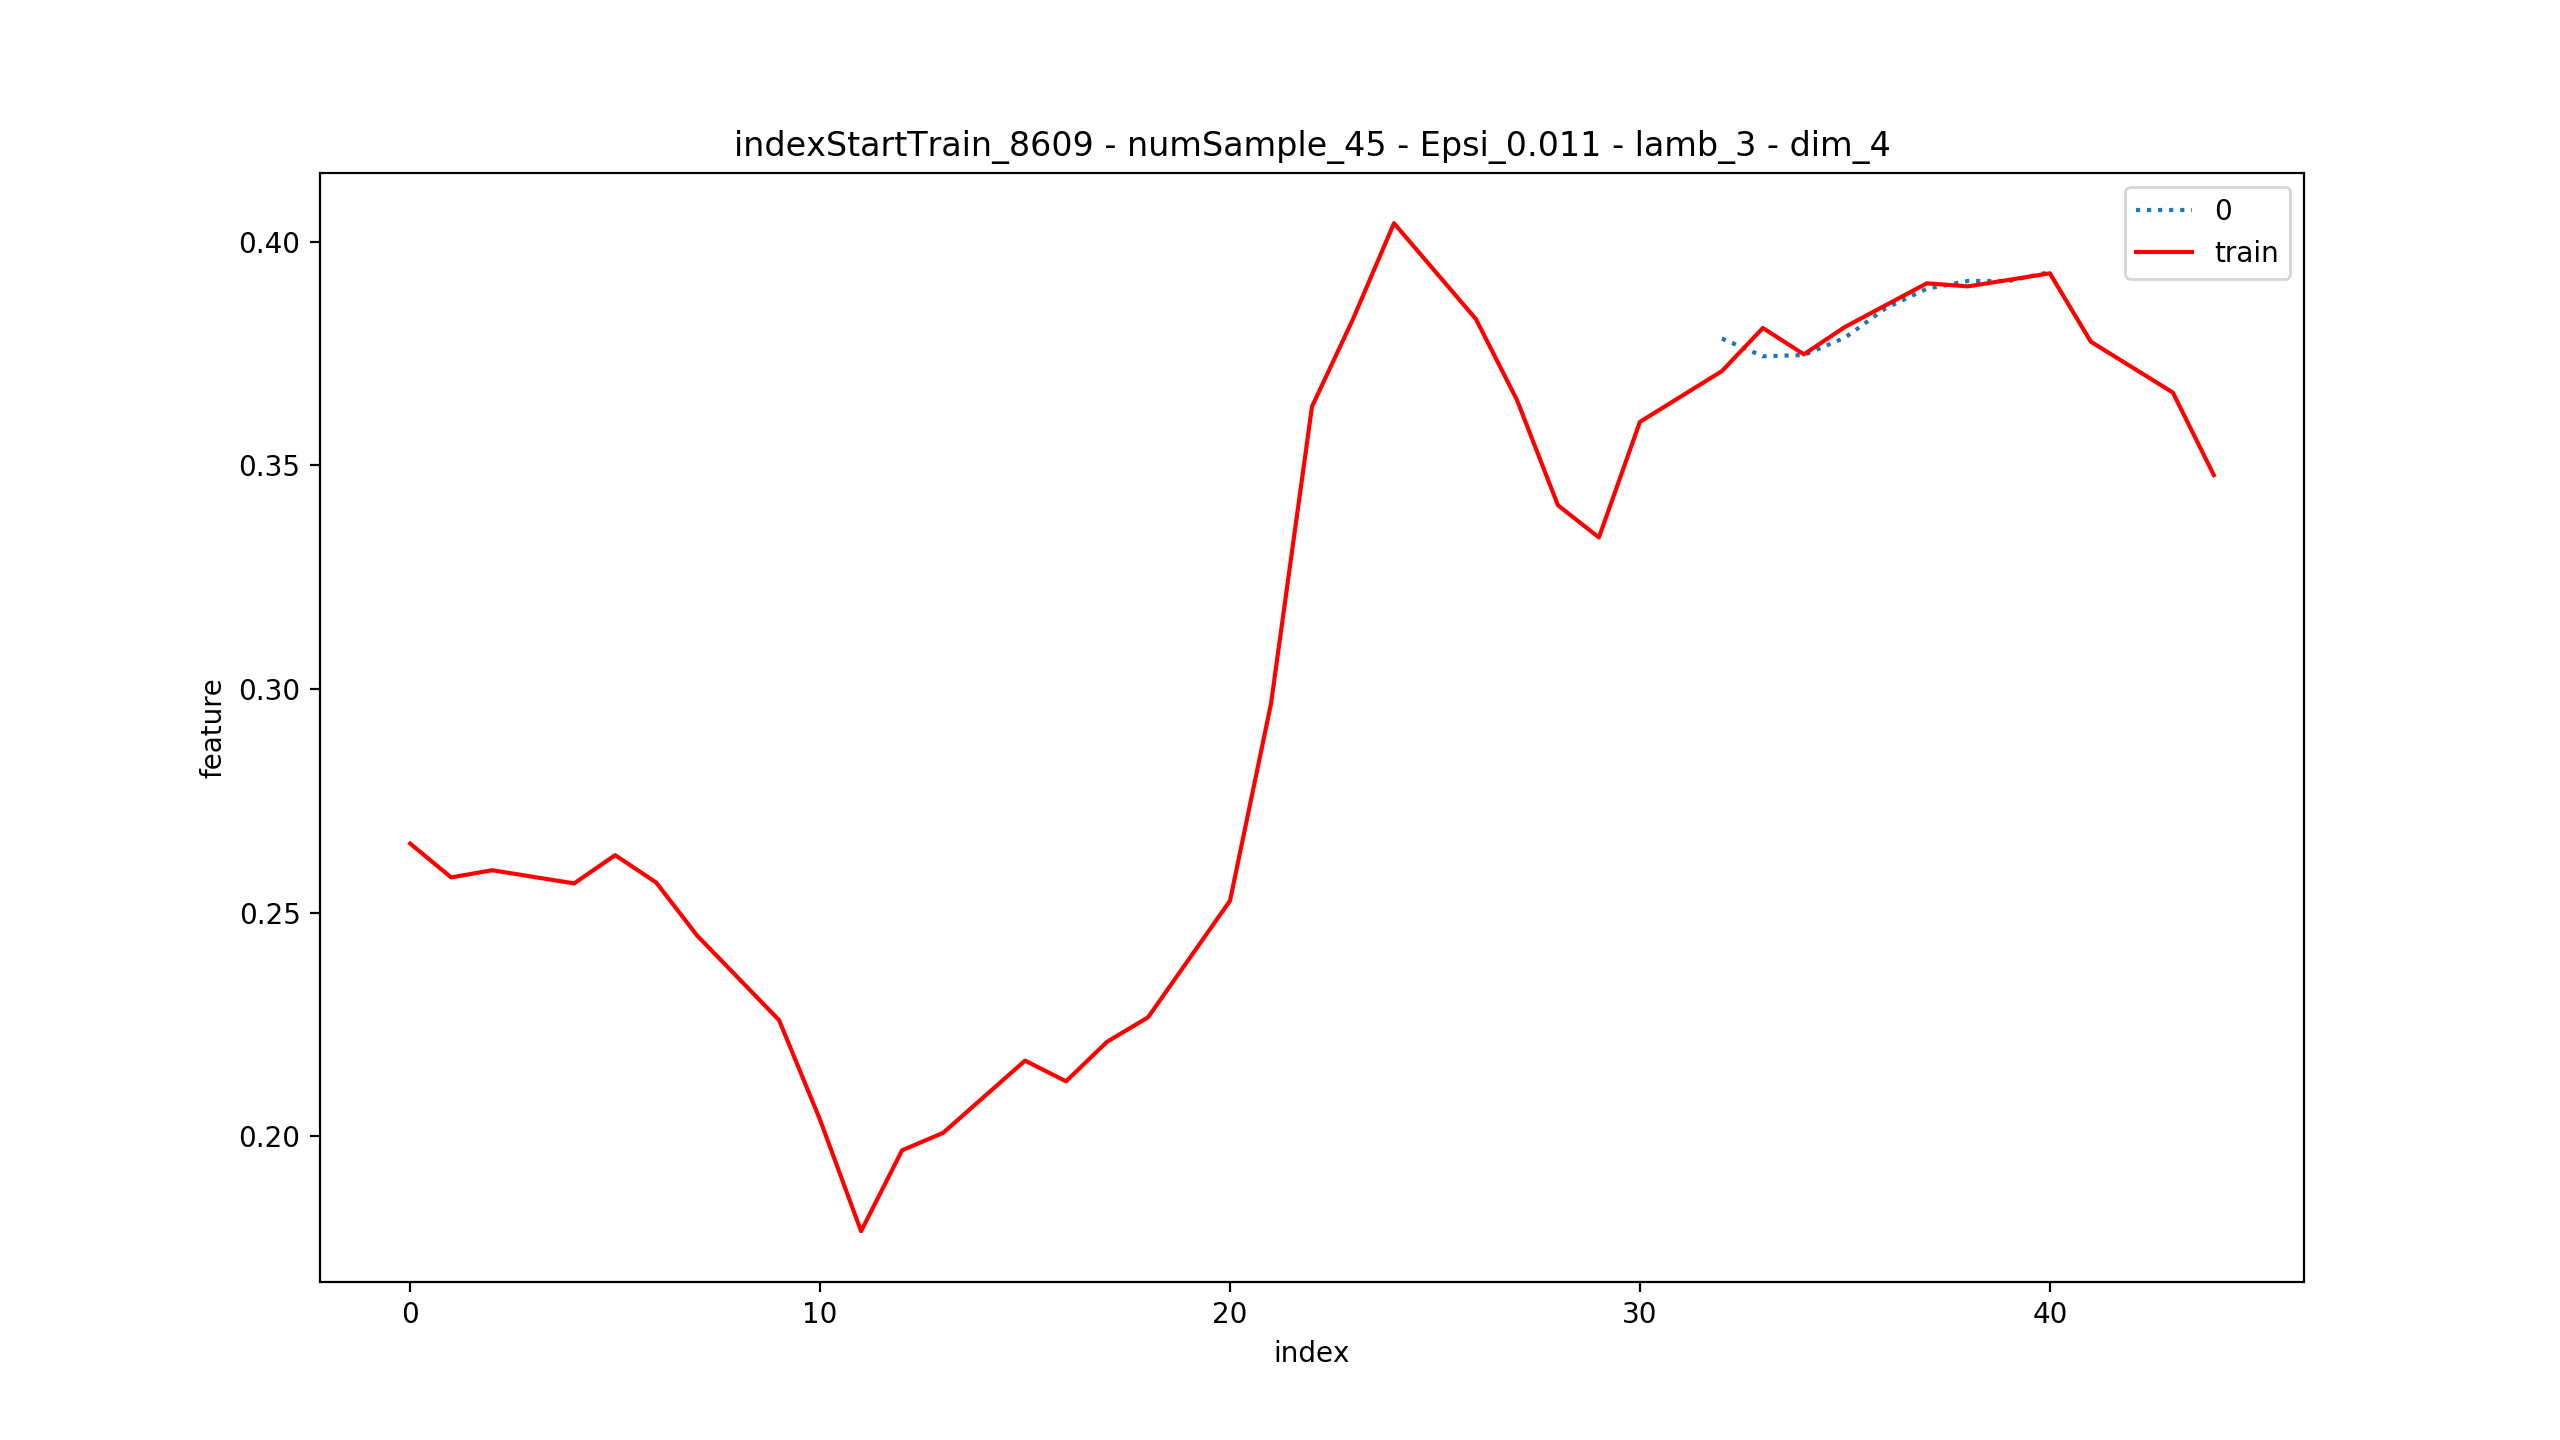 indexStartTrain_8609 - numSample_45 - Epsi_0.011 - lamb_3 - dim_4
0
train
0.40
0.35
0.30
0.25
0.20
feature
0 10 20 30 40
index